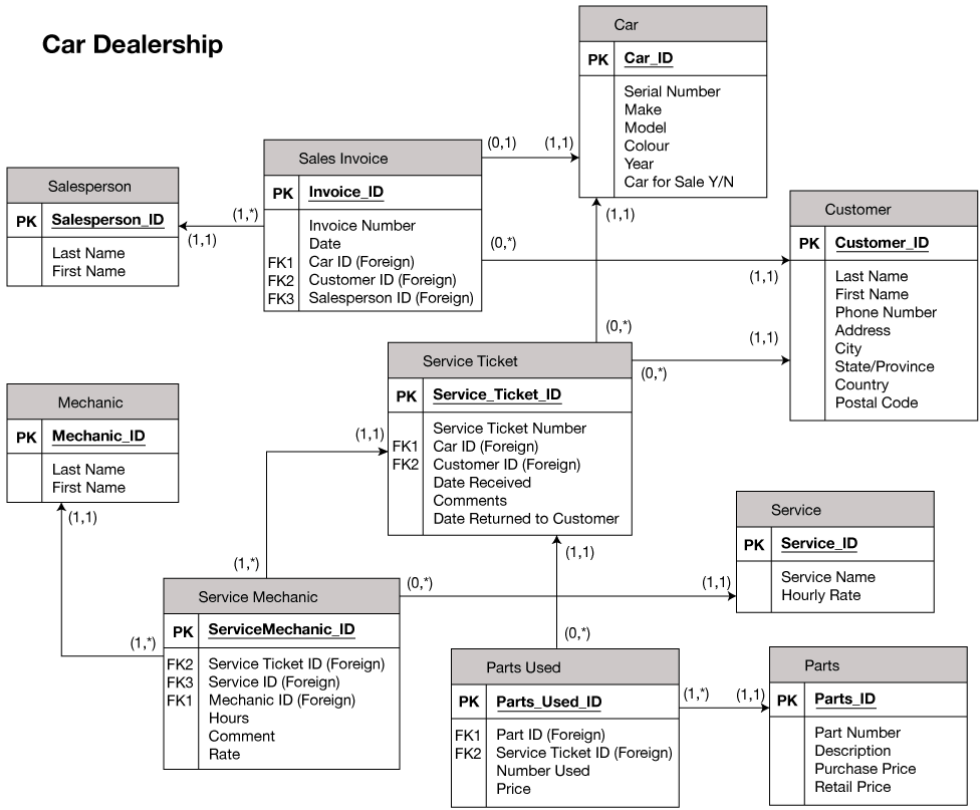 Car Dealership
Car
PK Car_ID
Serial Number
Make
Model
Colour
Year
Car for Sale Y/N
(0,1)
(1,1)
Sales Invoice
PK Invoice_ID
Invoice Number
Date
FK1 Car ID (Foreign)
FK2 Customer ID (Foreign)
FK3 Salesperson ID (Foreign)
Salesperson
PK Salesperson_ID
Last Name
First Name
(1,*)
(1,1)
(1,1)
Customer
PK Customer_ID
Last Name
First Name
Phone Number
Address
City
State/Province
Country
Postal Code
(0,*)
(1,1)
(0,*)
(1,1)
(0,*)
Service Ticket
PK Service_Ticket_ID
Service Ticket Number
FK1 Car ID (Foreign)
FK2 Customer ID (Foreign)
Date Received
Comments
Date Returned to Customer
Mechanic
PK Mechanic_ID
Last Name
First Name
(1,1)
(1,1)
(1,1)
Service
PK Service_ID
Service Name
Hourly Rate
(1,*)
(0,*)
(1,1)
Service Mechanic
PK ServiceMechanic_ID
FK2 Service Ticket ID (Foreign)
FK3 Service ID (Foreign)
FK1 Mechanic ID (Foreign)
Hours
Comment
Rate
(1,*)
(0,*)
Parts Used
PK Parts_Used_ID
FK1 Part ID (Foreign)
FK2 Service Ticket ID (Foreign)
Number Used
Price
(1,*)
(1,1)
Parts
PK Parts_ID
Part Number
Description
Purchase Price
Retail Price